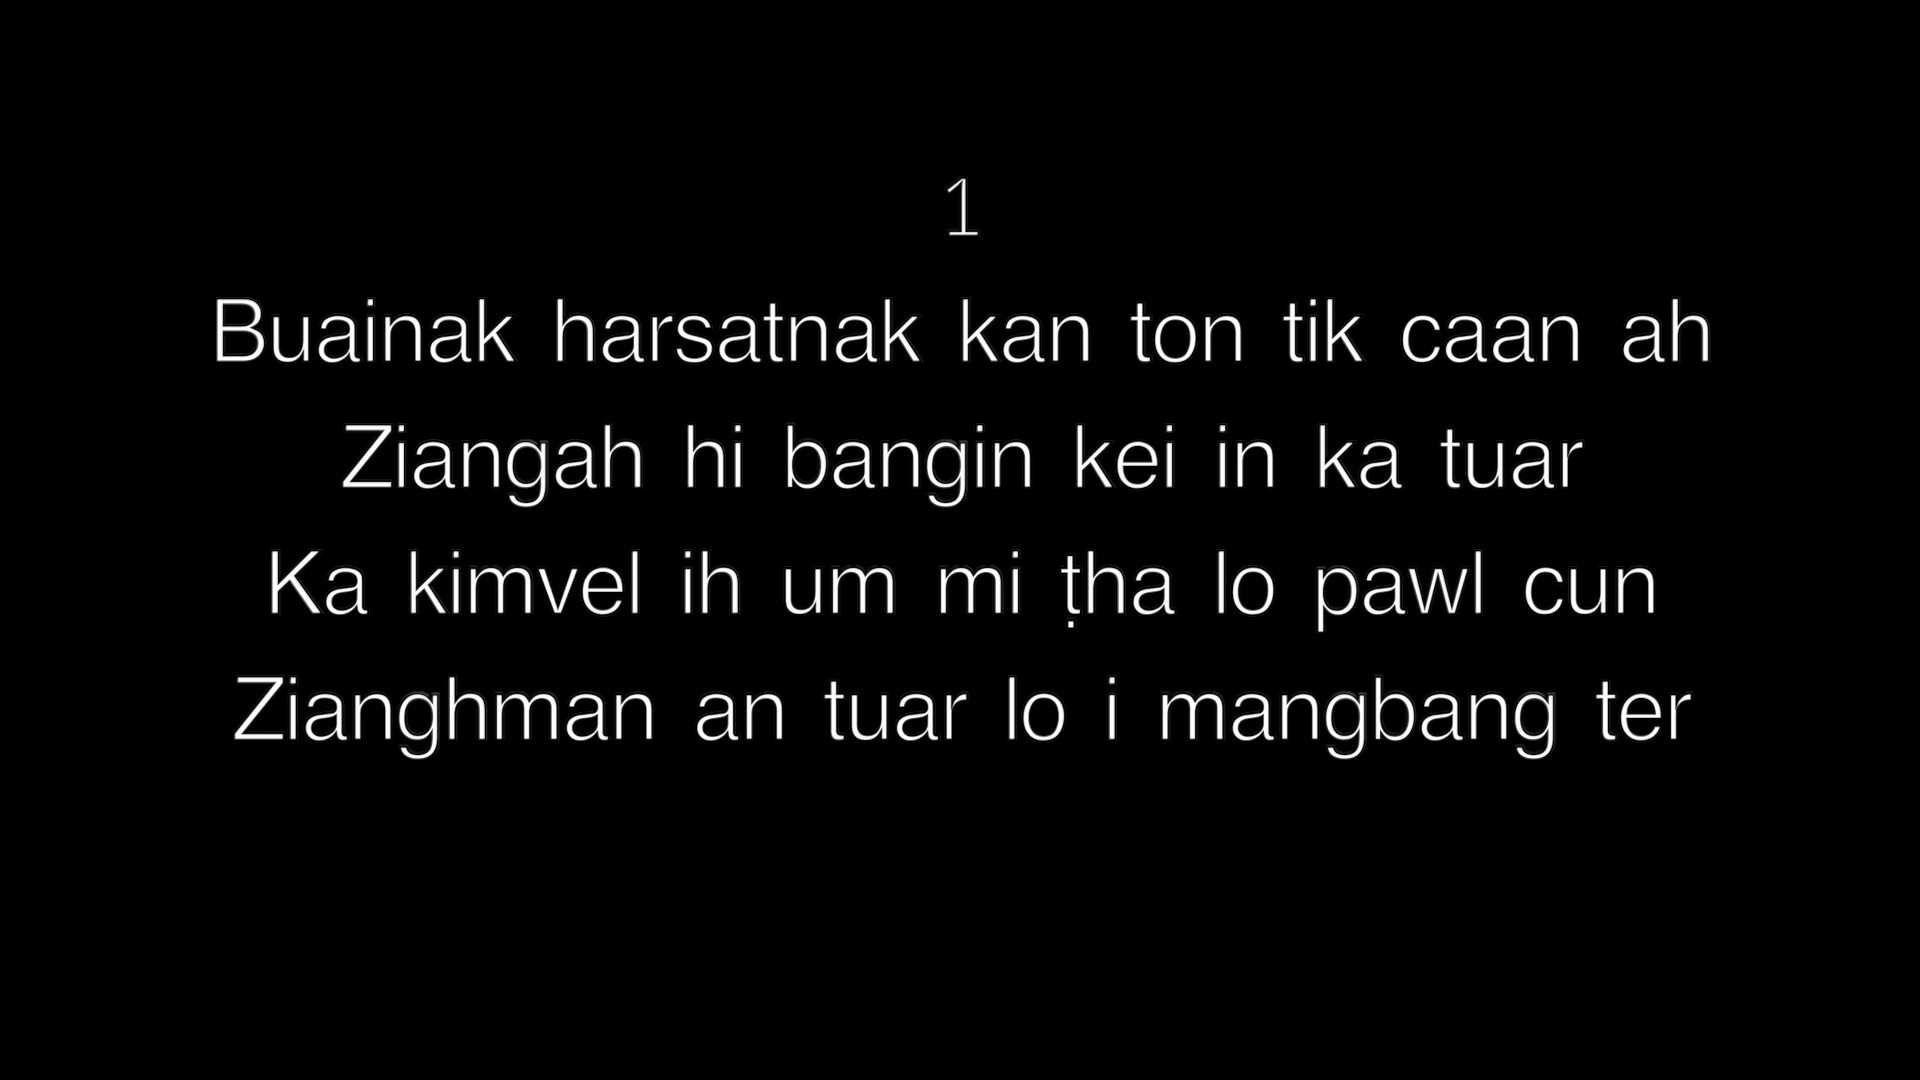 1
Buainak harsatnak kan ton tik caan ah
Ziangah hi bangin kei in ka tuar
Ka kimvel ih um mi ṭha lo pawl cun
Zianghman an tuar lo i mangbang ter